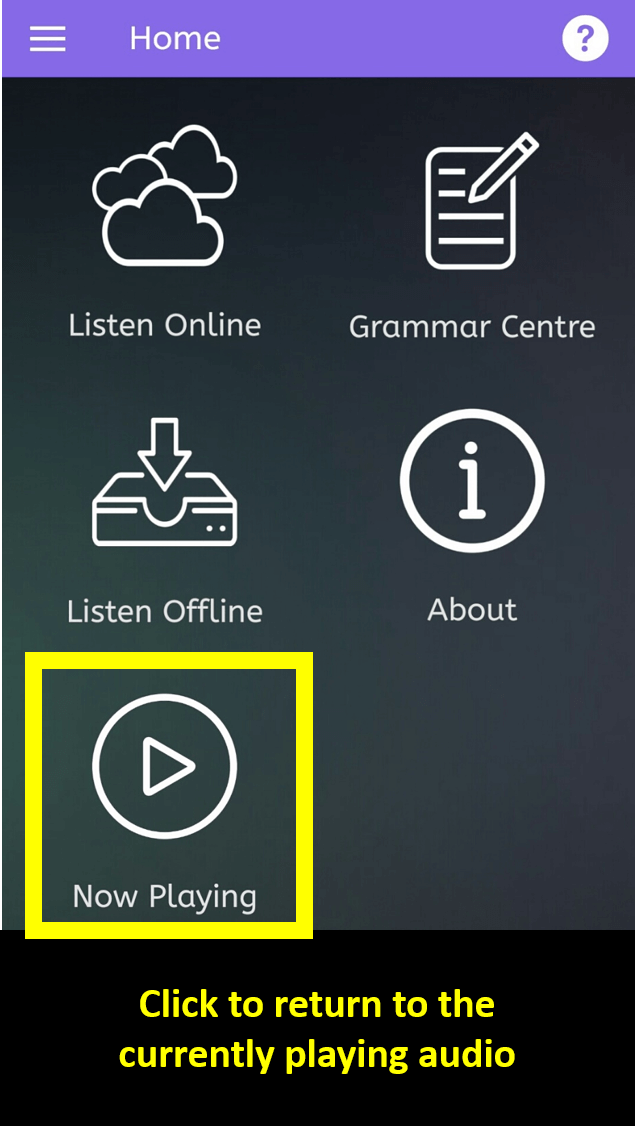 Home
?
Listen Online
Grammar Centre
i
Listen Offline
About
Now Playing
Click to return to the
currently playing audio